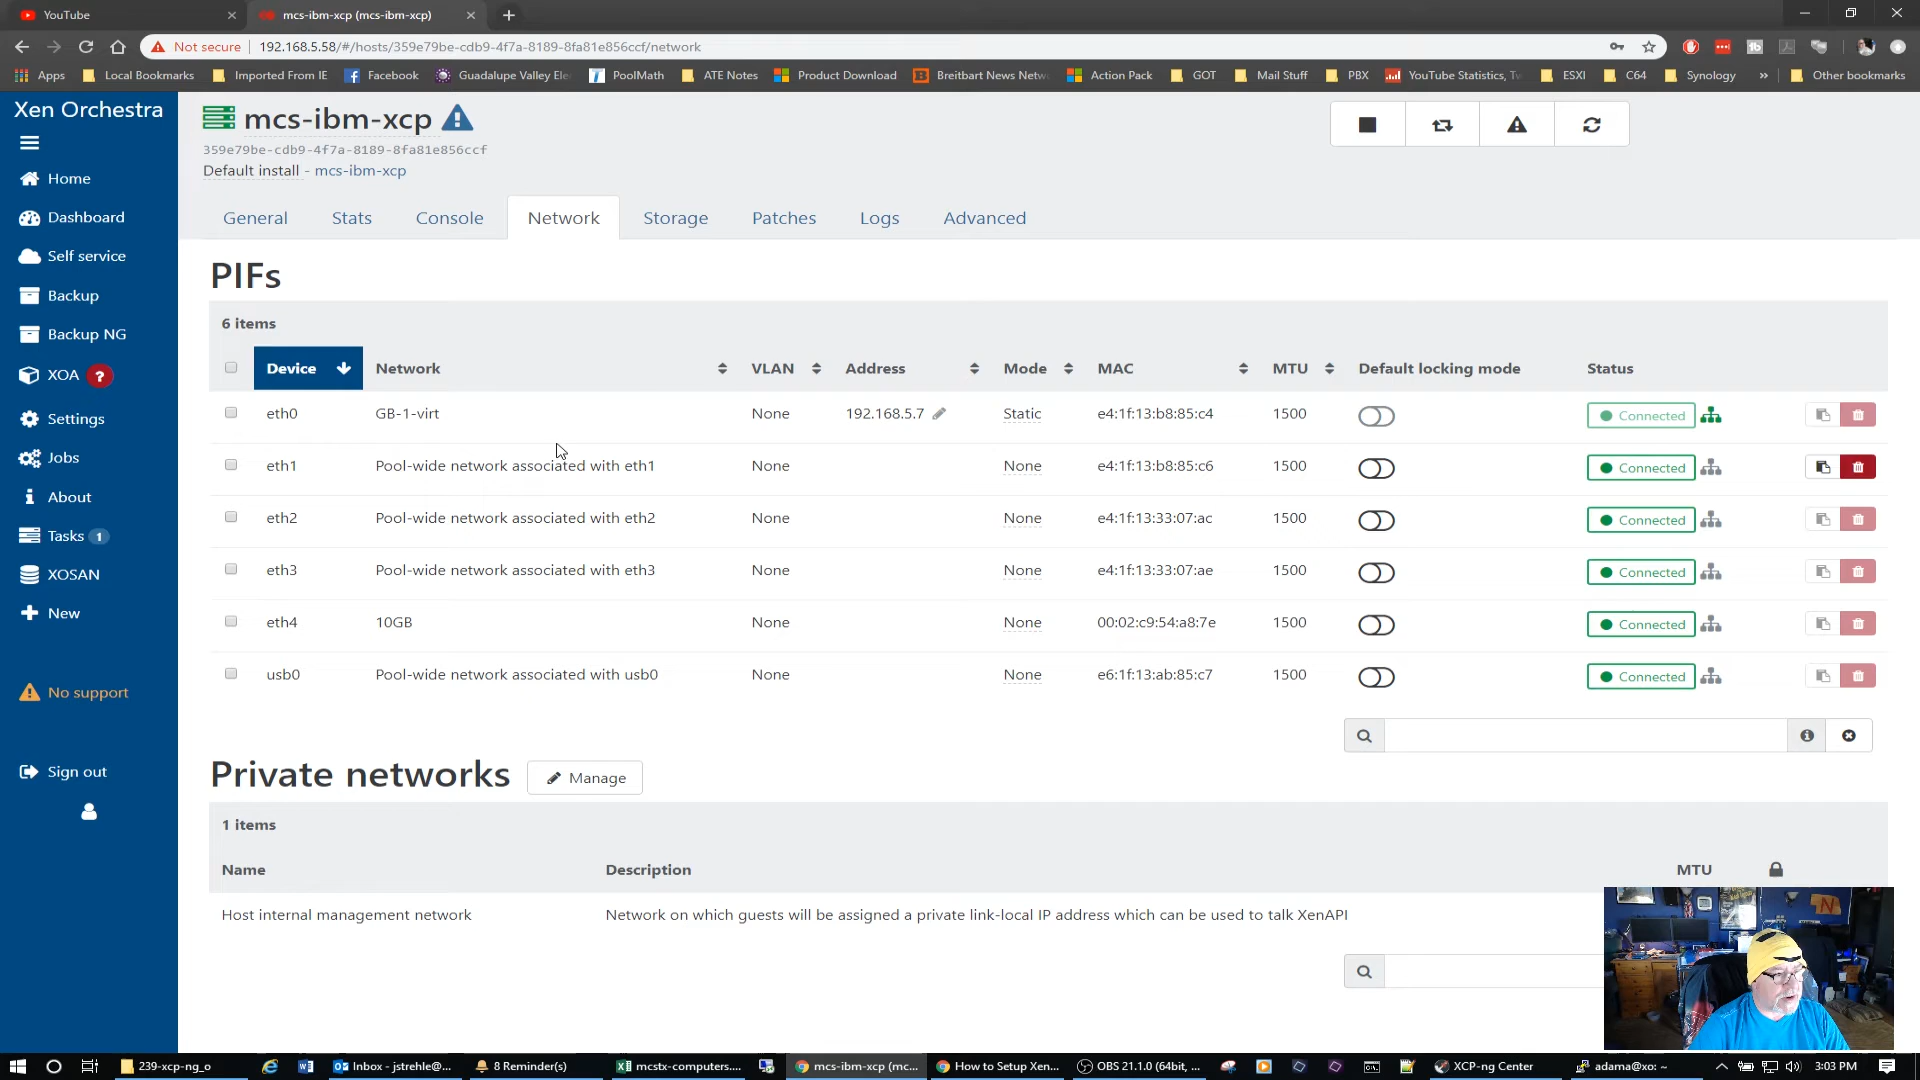 YouTube
mcs-ibm-xcp (mcs-ibm-xcp)
Not secure
192.168.5.58/#/hosts/359e79be-cdb9-4f7a-8189-8fa81e856ccf/network
Apps
Local Bookmarks
Imported From IE
Facebook
Guadalupe Valley Ele
PoolMath
ATE Notes
Product Download
Breitbart News Netw
Action Pack
GOT
Mail Stuff
PBX
YouTube Statistics, Tw
ESXI
C64
Synology
»
Other bookmarks
Xen Orchestra
Home
Dashboard
Self service
Backup
Backup NG
XOA ?
Settings
Jobs
About
Tasks 1
XOSAN
New
No support
Sign out
mcs-ibm-xcp
359e79be-cdb9-4f7a-8189-8fa81e856ccf
Default install - mcs-ibm-xcp
General Stats Console Network Storage Patches Logs Advanced
PIFs
6 items
Device Network VLAN Address Mode MAC MTU Default locking mode Status
eth0 GB-1-virt None 192.168.5.7 Static e4:1f:13:b8:85:c4 1500 Connected
eth1 Pool-wide network associated with eth1 None None e4:1f:13:b8:85:c6 1500 Connected
eth2 Pool-wide network associated with eth2 None None e4:1f:13:33:07:ac 1500 Connected
eth3 Pool-wide network associated with eth3 None None e4:1f:13:33:07:ae 1500 Connected
eth4 10GB None None 00:02:c9:54:a8:7e 1500 Connected
usb0 Pool-wide network associated with usb0 None None e6:1f:13:ab:85:c7 1500 Connected
Private networks Manage
1 items
Name Description MTU
Host internal management network Network on which guests will be assigned a private link-local IP address which can be used to talk XenAPI
239-xcp-ng_o
Inbox - jstrehle@...
8 Reminder(s)
mcstx-computers....
mcs-ibm-xcp (mc...
How to Setup Xen...
OBS 21.1.0 (64bit, ...
XCP-ng Center
adama@xo: ~
3:03 PM